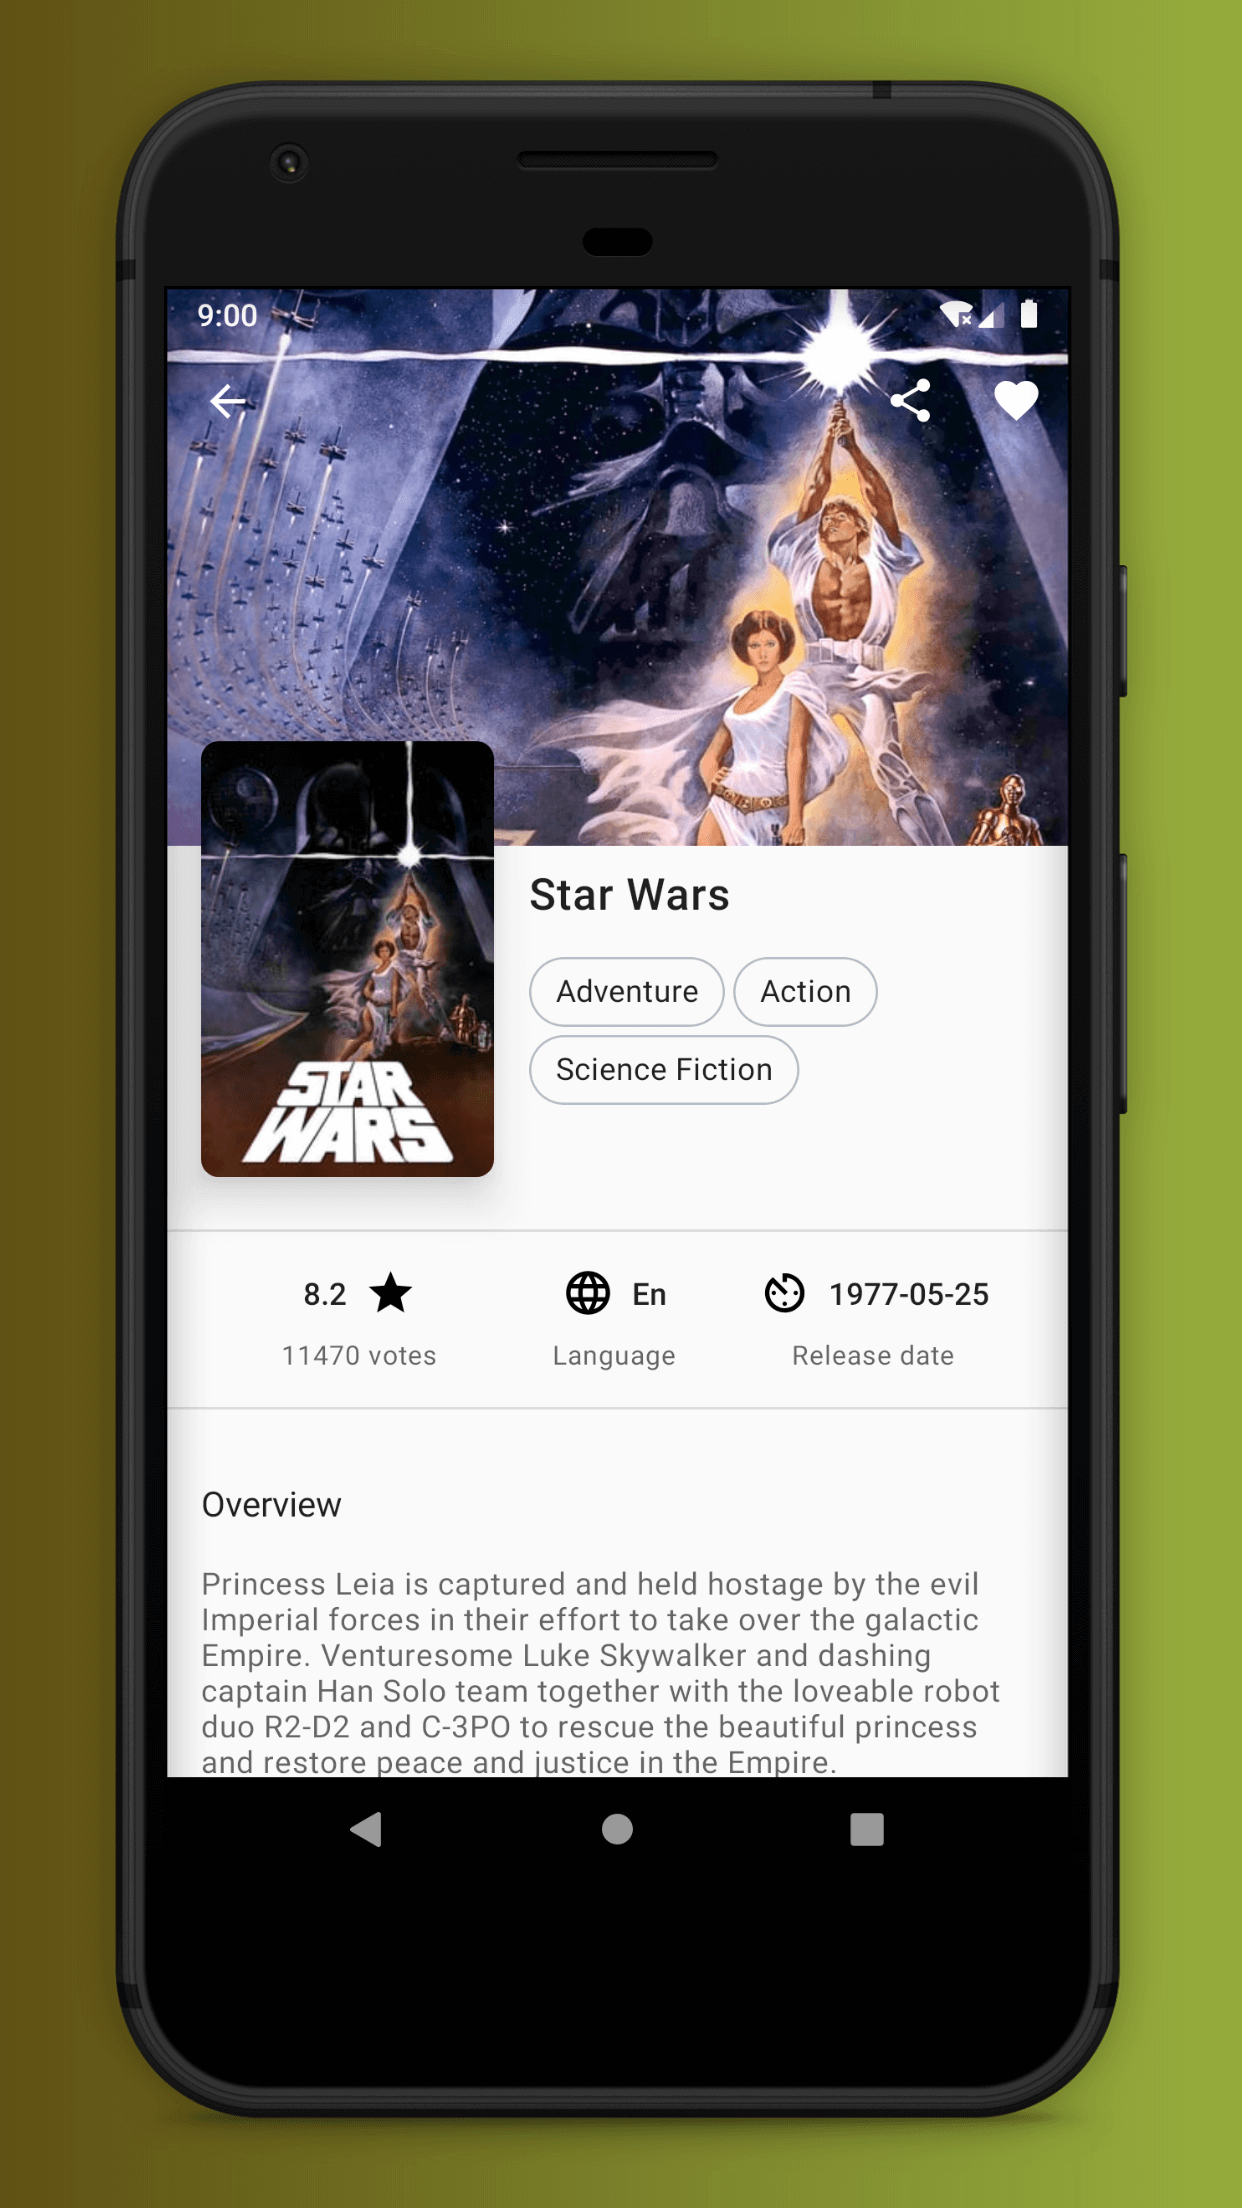 9:00
STAR
WARS
Star Wars
Adventure
Action
Science Fiction
8.2
En
1977-05-25
11470 votes
Language
Release date
Overview
Princess Leia is captured and held hostage by the evil
Imperial forces in their effort to take over the galactic
Empire. Venturesome Luke Skywalker and dashing
captain Han Solo team together with the loveable robot
duo R2-D2 and C-3PO to rescue the beautiful princess
and restore peace and justice in the Empire.